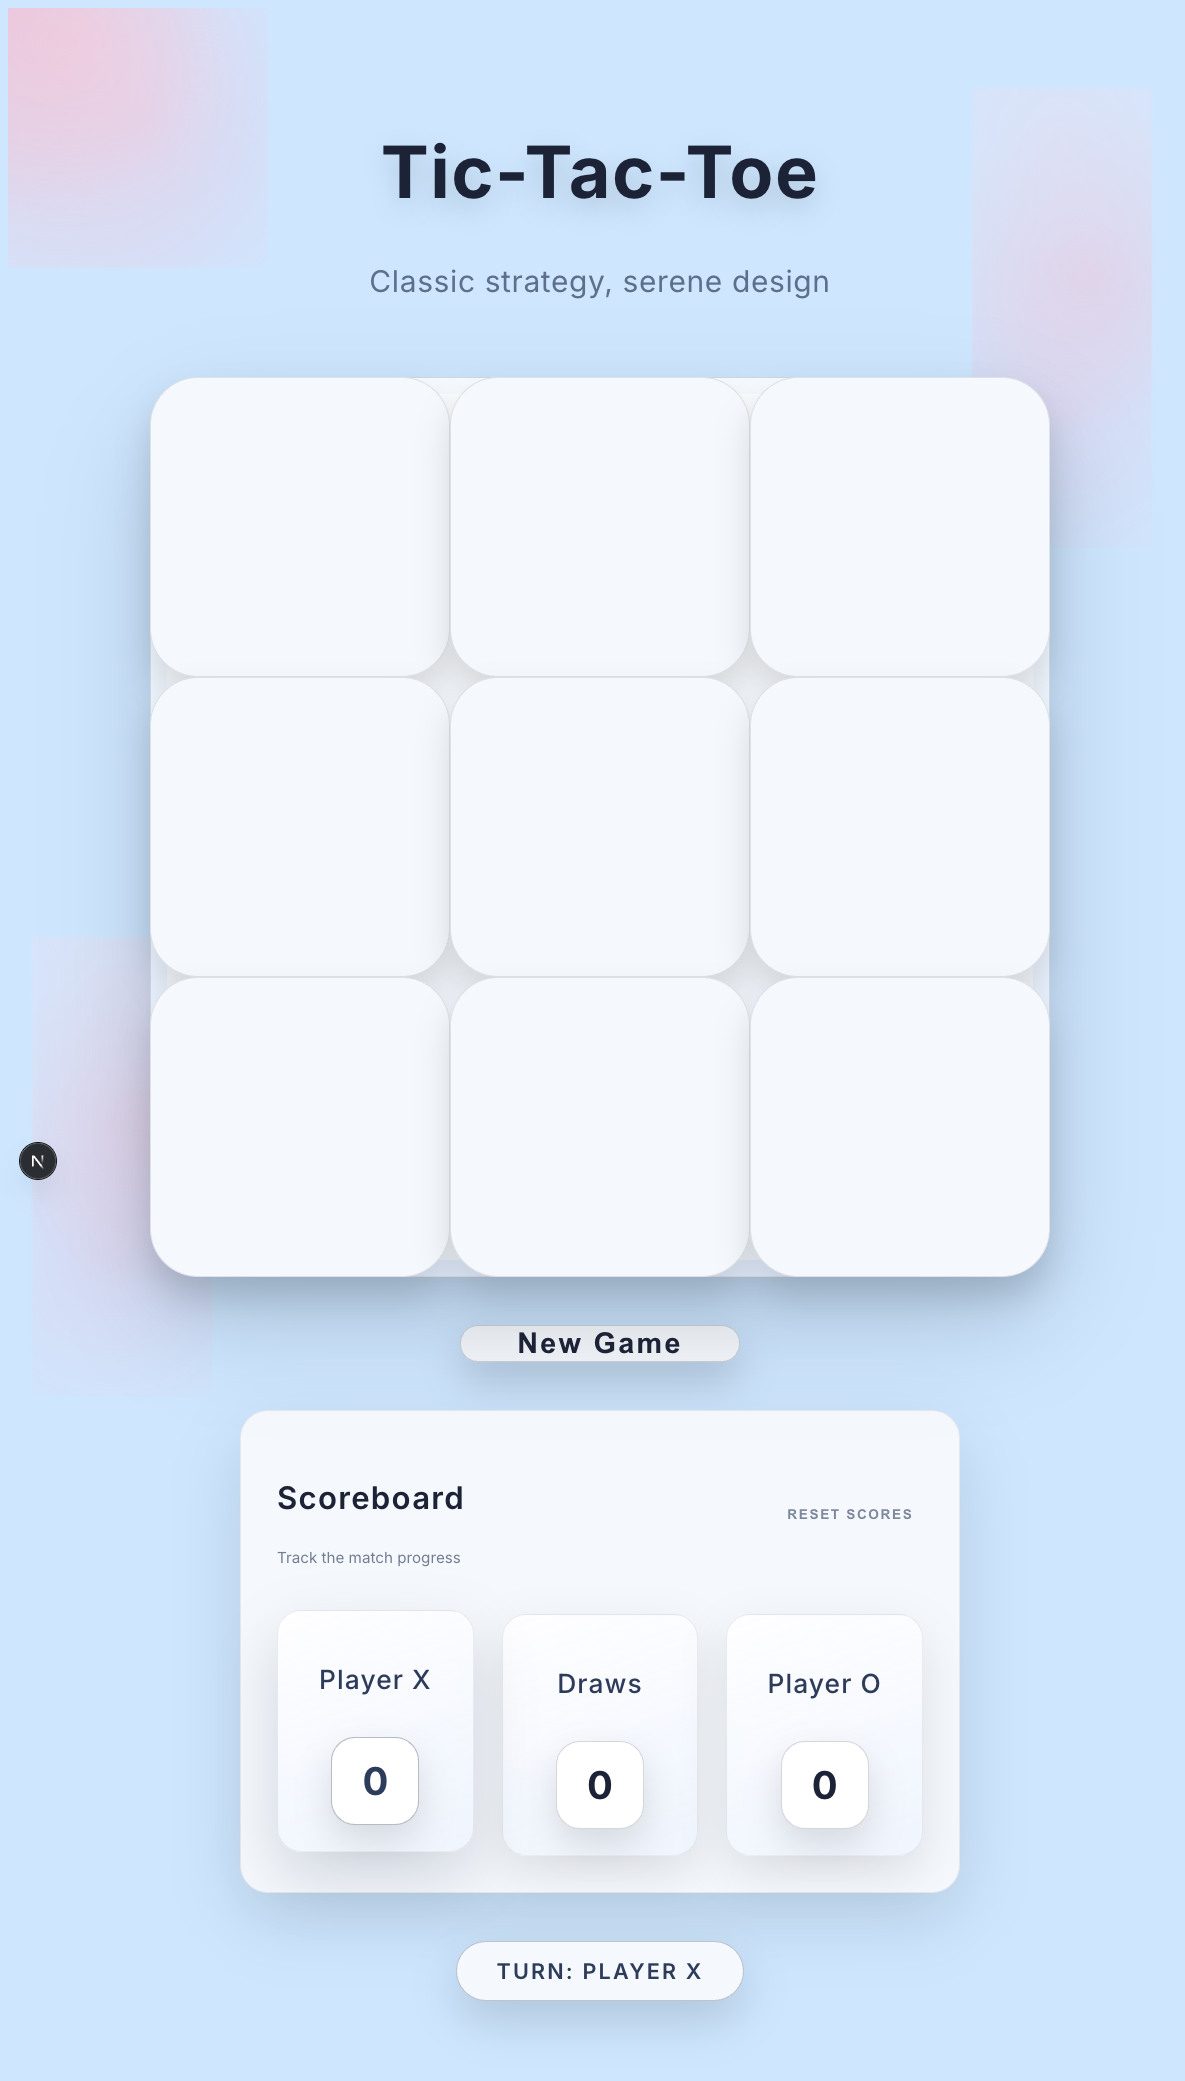 Tic-Tac-Toe
Classic strategy, serene design
N
New Game
Scoreboard
RESET SCORES
Track the match progress
Player X
Draws
Player O
0
0
0
TURN: PLAYER X